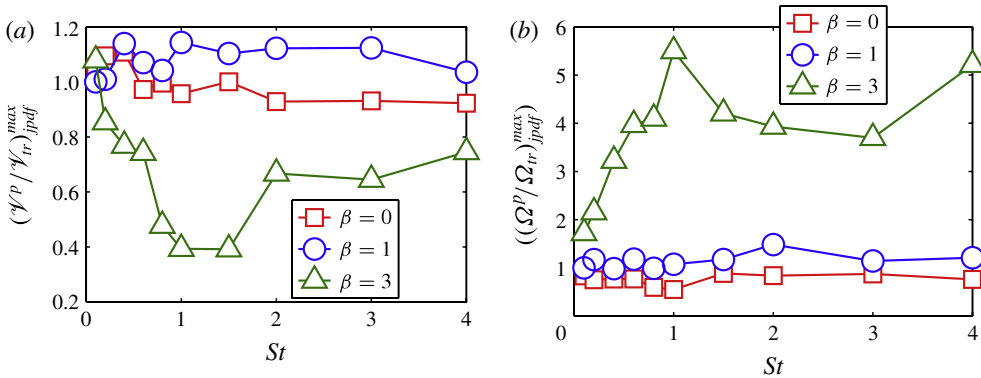 (a)
1.2
1.0
0.8
0.6
0.4
0.2
(𝒱^p/𝒱_tr)^max_jpdf
β = 0
β = 1
β = 3
0 1 2 3 4
St
(b)
6
5
4
3
2
1
((Ω^p/Ω_tr)^max_jpdf
β = 0
β = 1
β = 3
0 1 2 3 4
St